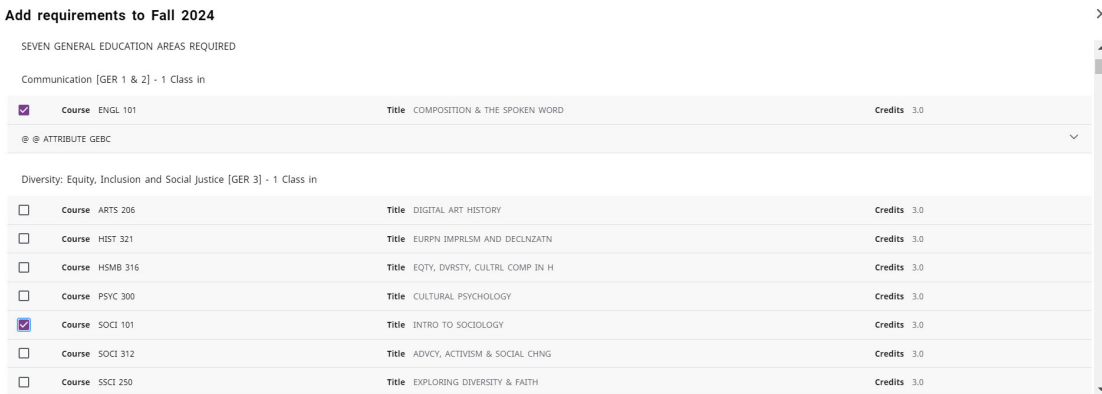 Add requirements to Fall 2024
SEVEN GENERAL EDUCATION AREAS REQUIRED
Communication [GER 1 & 2] - 1 Class in
Course ENGL 101 Title COMPOSITION & THE SPOKEN WORD Credits 3.0
@ @ ATTRIBUTE GEBC
Diversity: Equity, Inclusion and Social Justice [GER 3] - 1 Class in
Course ARTS 206 Title DIGITAL ART HISTORY Credits 3.0
Course HIST 321 Title EURPN IMPRLSM AND DECLNZATN Credits 3.0
Course HSMB 316 Title EQTY, DVRSTY, CULTRL COMP IN H Credits 3.0
Course PSYC 300 Title CULTURAL PSYCHOLOGY Credits 3.0
Course SOCI 101 Title INTRO TO SOCIOLOGY Credits 3.0
Course SOCI 312 Title ADVCY, ACTIVISM & SOCIAL CHNG Credits 3.0
Course SSCI 250 Title EXPLORING DIVERSITY & FAITH Credits 3.0